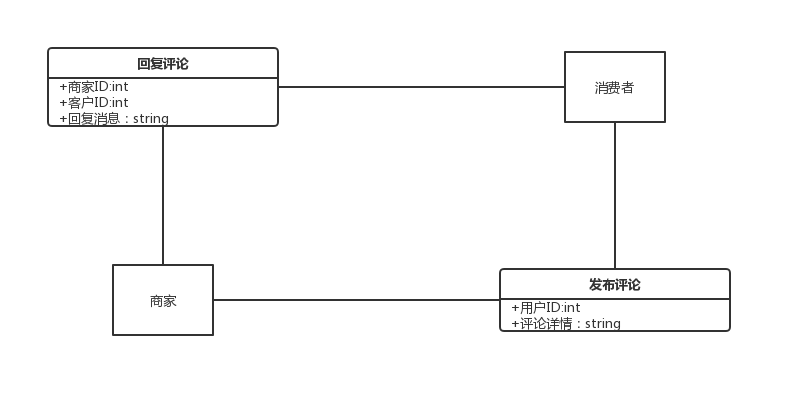 回复评论
+商家ID:int
+客户ID:int
+回复消息：string
消费者
商家
发布评论
+用户ID:int
+评论详情：string